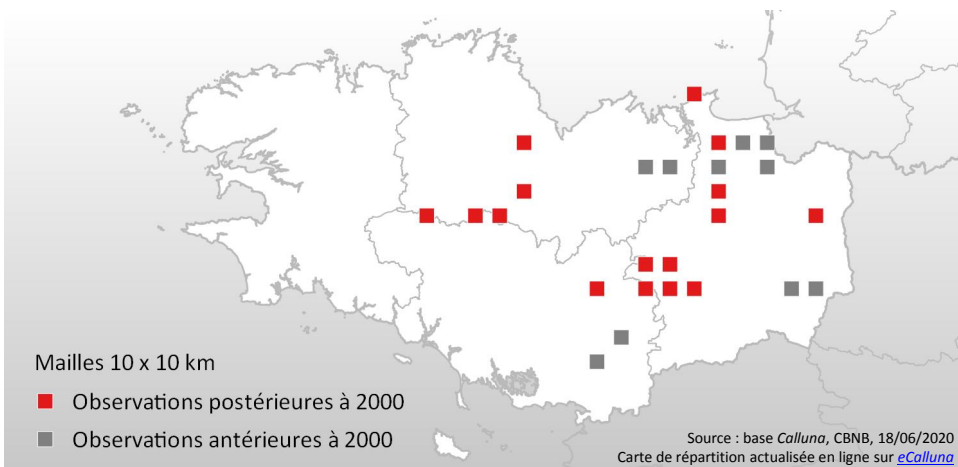 Mailles 10 x 10 km
Observations postérieures à 2000
Observations antérieures à 2000
Source : base Calluna, CBNB, 18/06/2020
Carte de répartition actualisée en ligne sur eCalluna